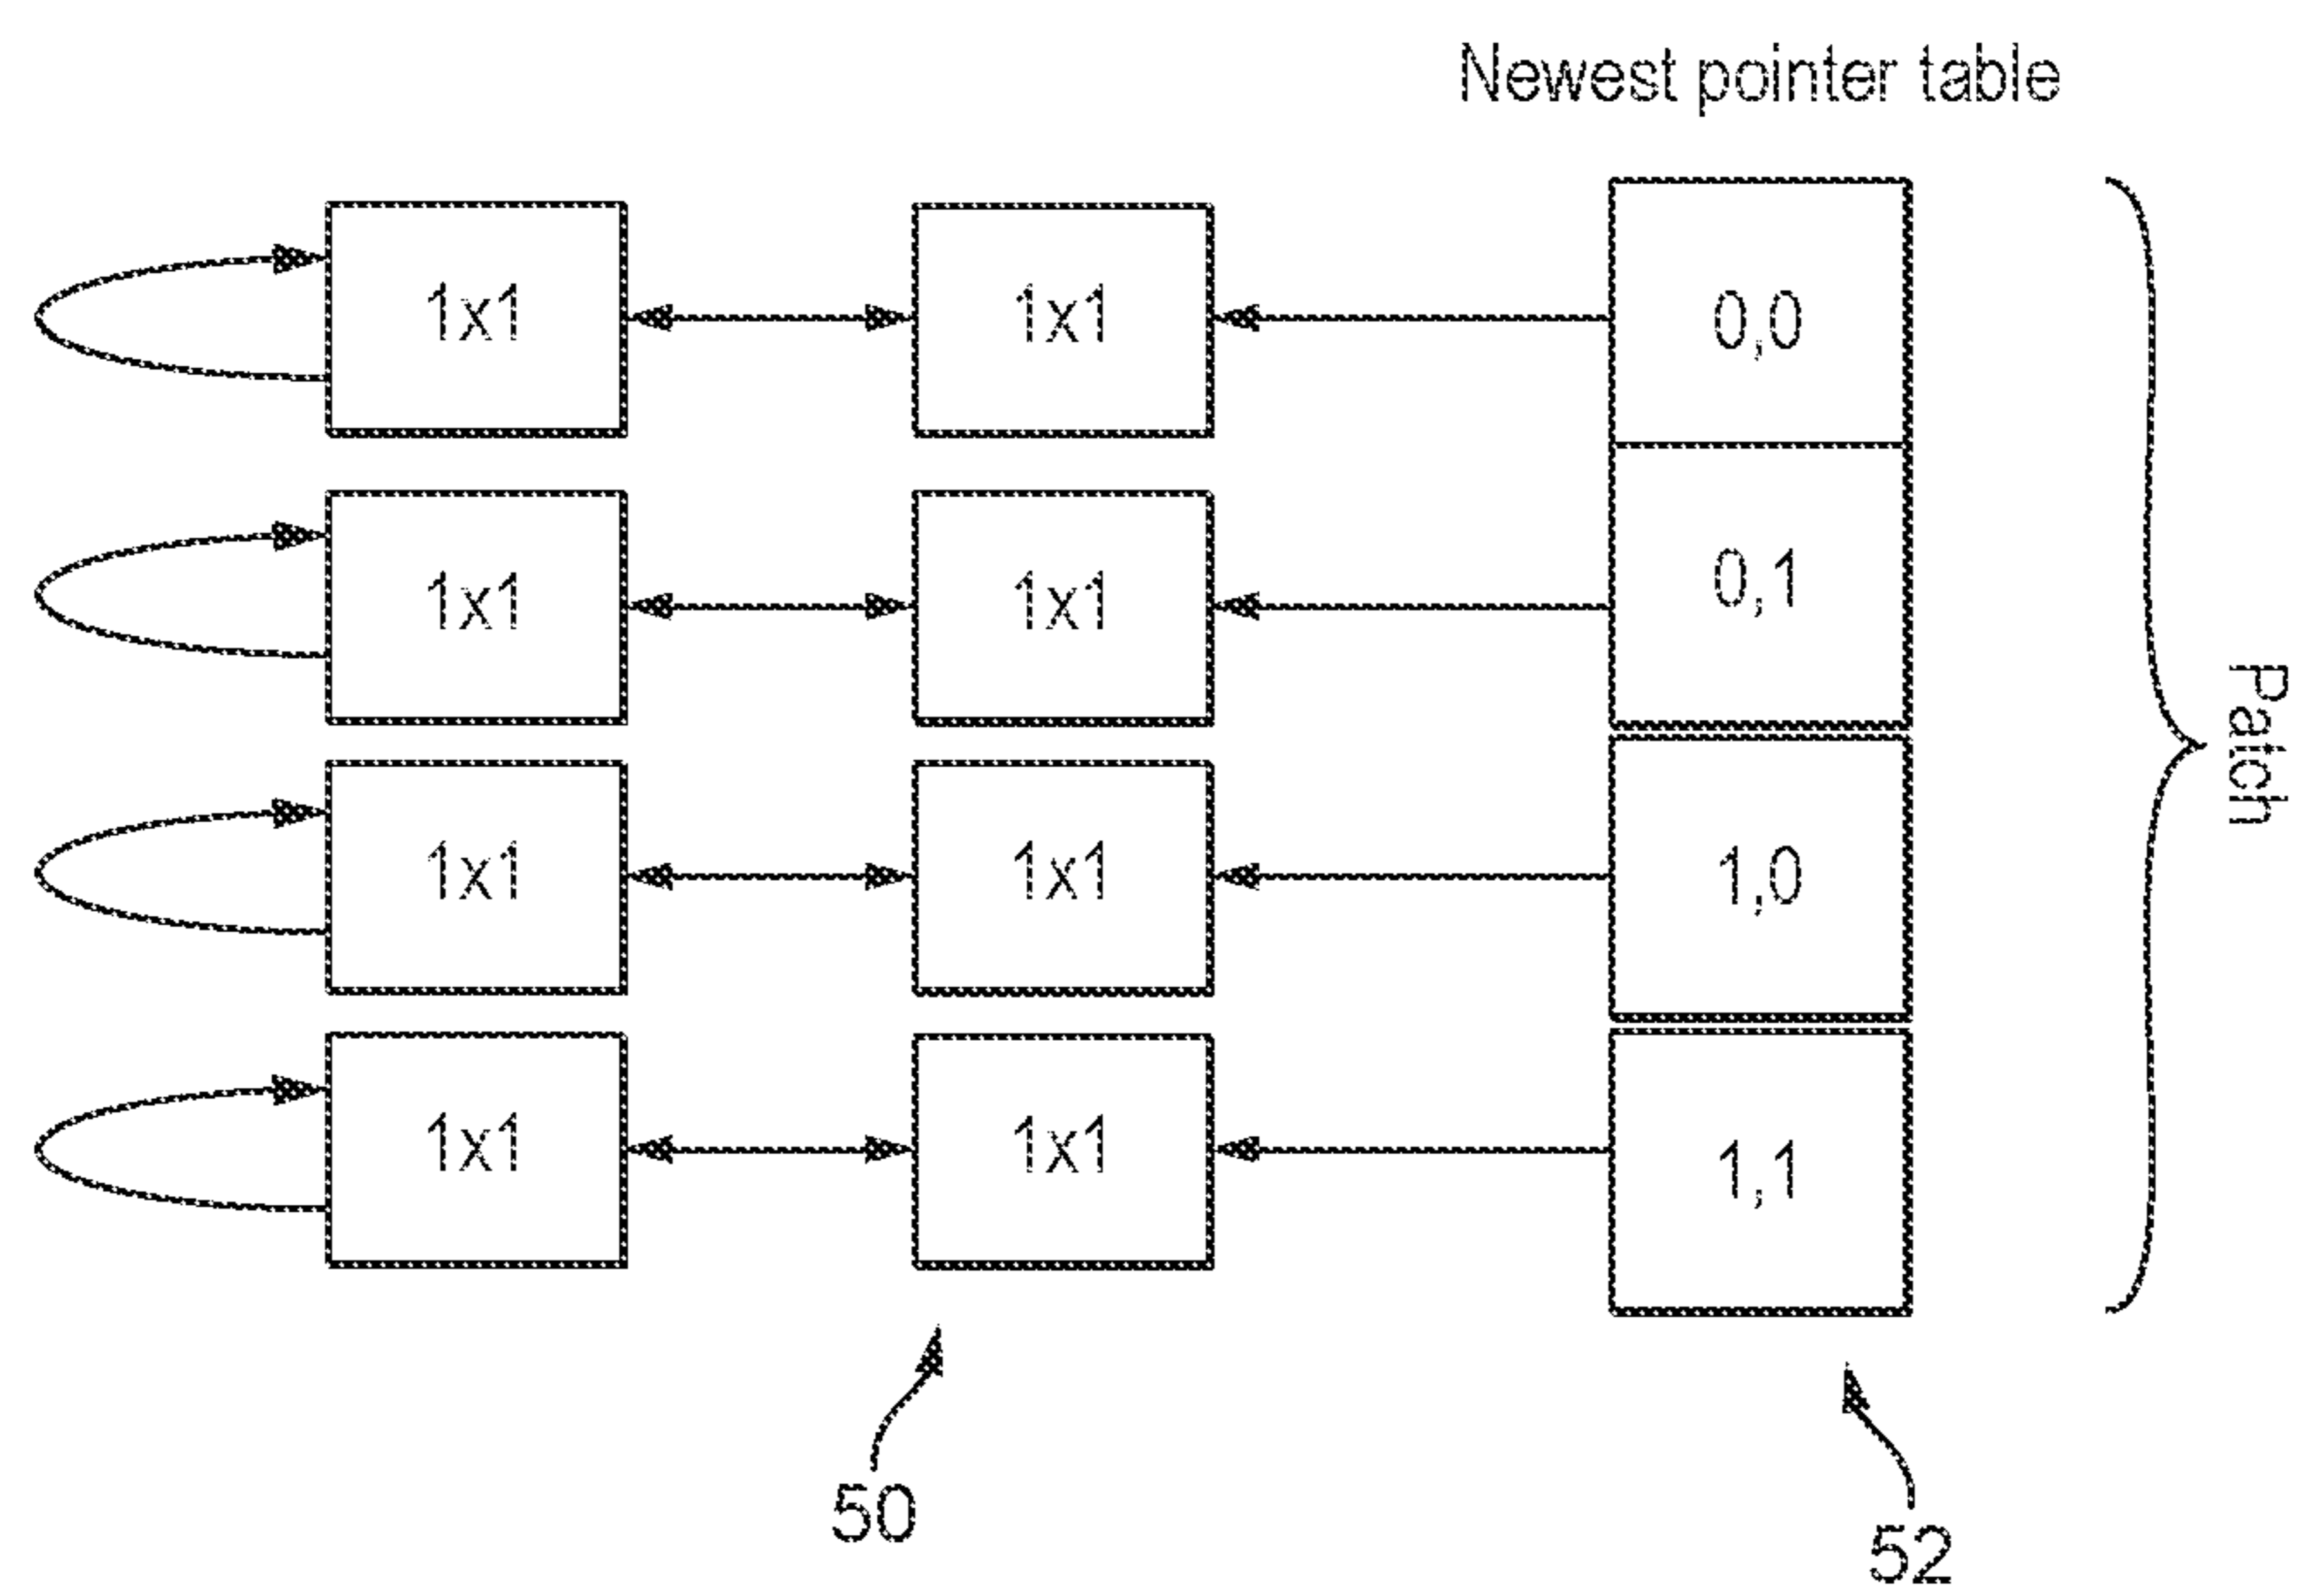 Newest pointer table
1x1 1x1 0,0
1x1 1x1 0,1
1x1 1x1 1,0
1x1 1x1 1,1
Patch
50
52